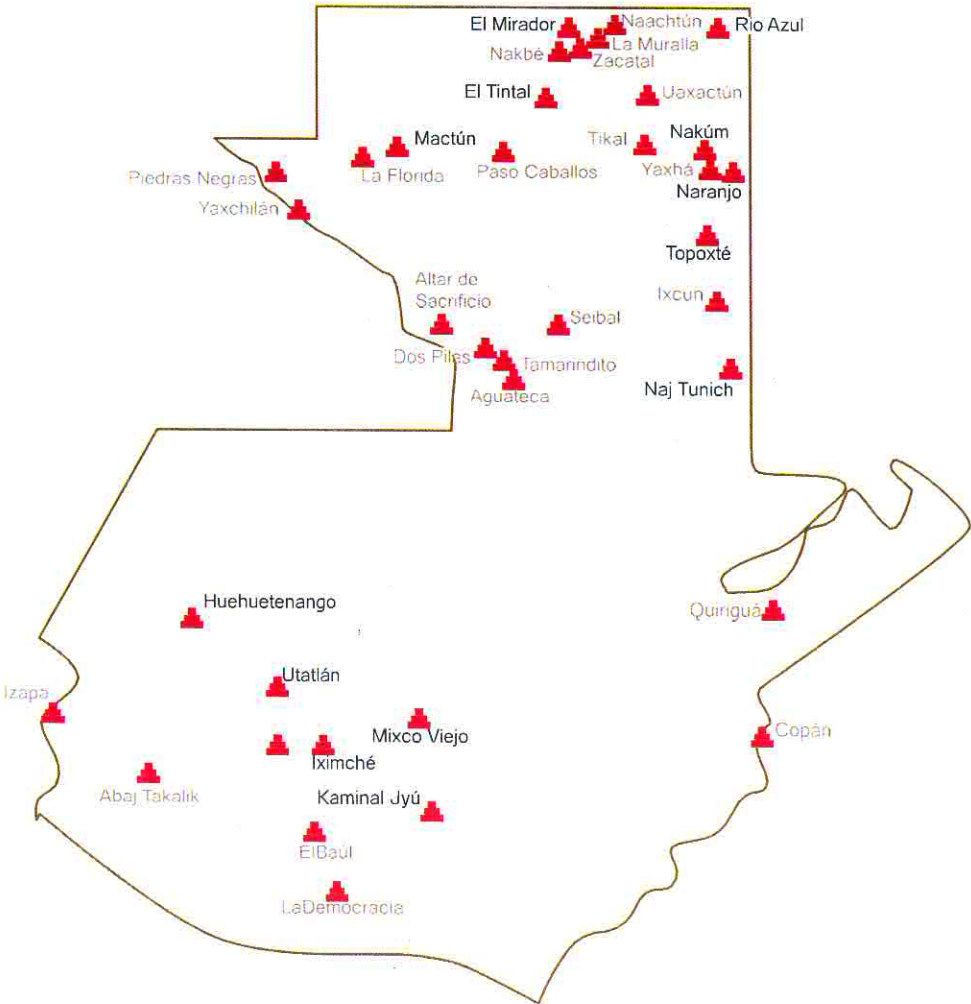 El Mirador
Naachtún
Rio Azul
La Muralla
Nakbé
Zacatal
El Tintal
Uaxactún
Mactún
Tikal
Nakúm
La Florida
Paso Caballos
Yaxhá
Piedras Negras
Naranjo
Yaxchilán
Topoxté
Altar de
Sacrificio
Ixcun
Seibal
Dos Pilas
Tamarindito
Aguateca
Naj Tunich
Huehuetenango
Quiriguá
Utatlán
Izapa
Mixco Viejo
Copán
Iximché
Abaj Takalik
Kaminal Jyú
ElBaúl
LaDemocracia